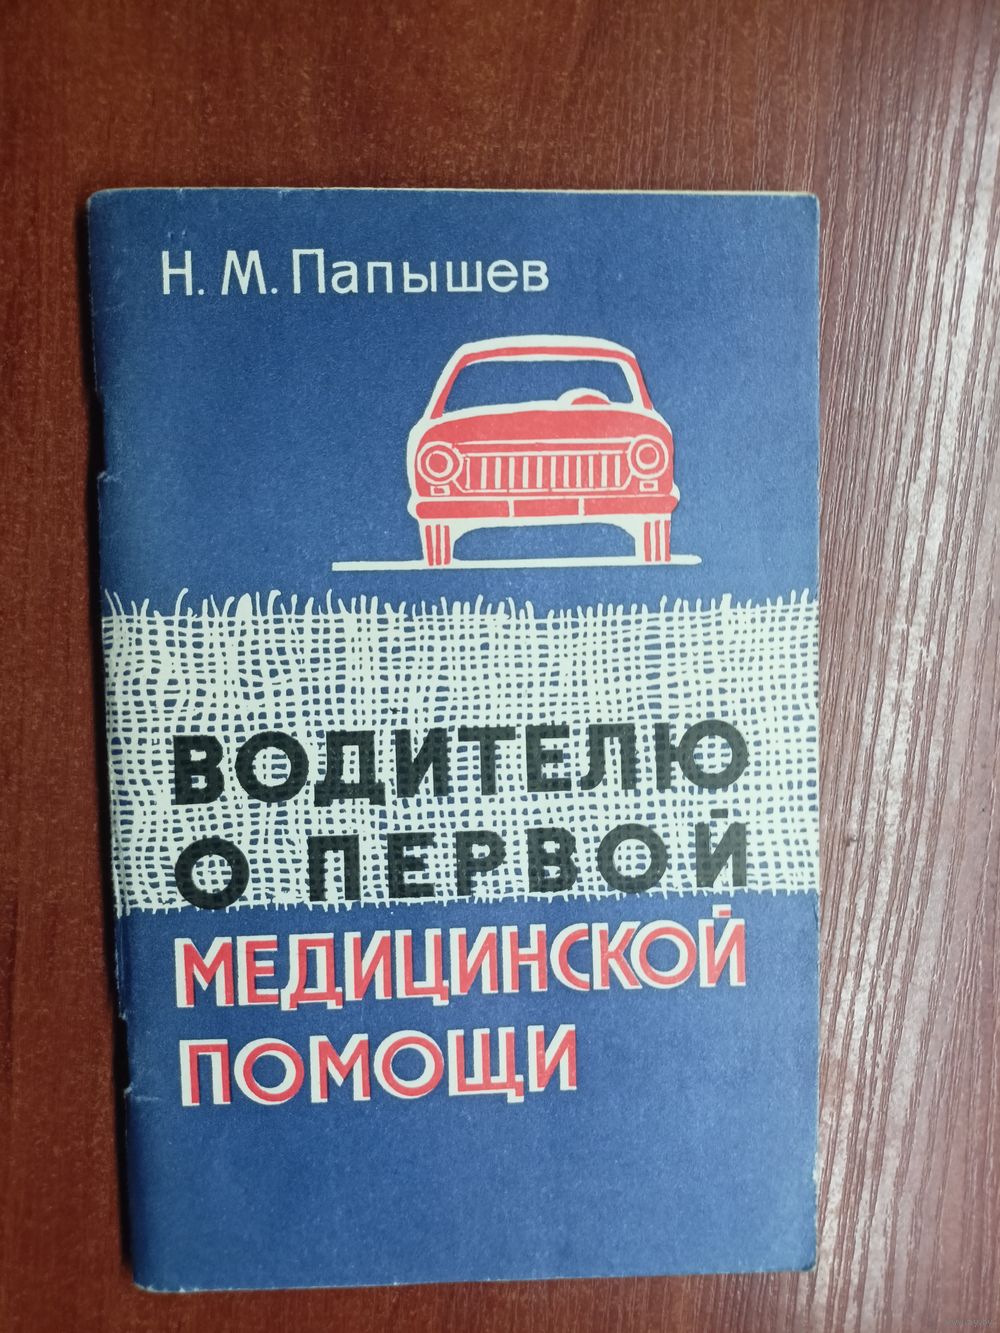 Н. М. Папышев
ВОДИТЕЛЮ
О ПЕРВОЙ
МЕДИЦИНСКОЙ
ПОМОЩИ